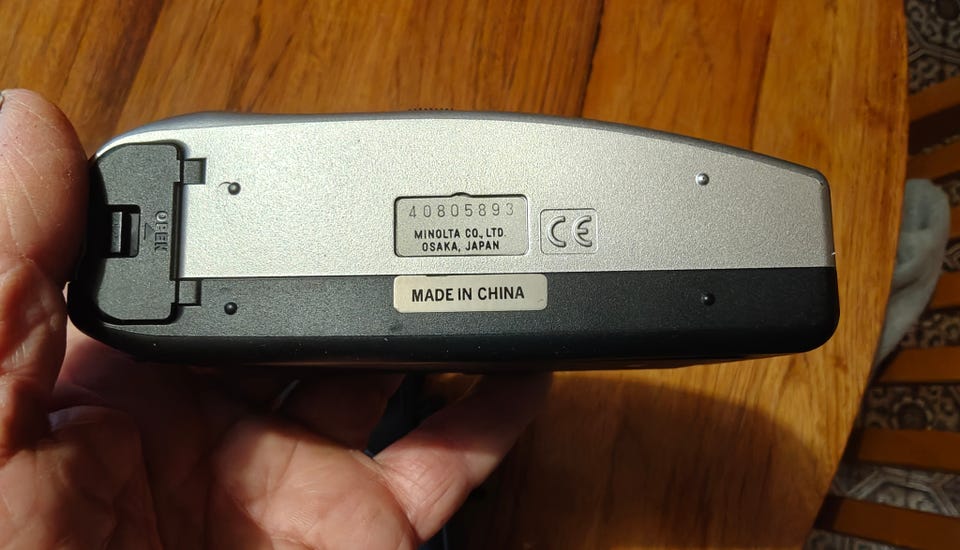 OPEN
40805893
MINOLTA CO., LTD.
OSAKA, JAPAN
CE
MADE IN CHINA